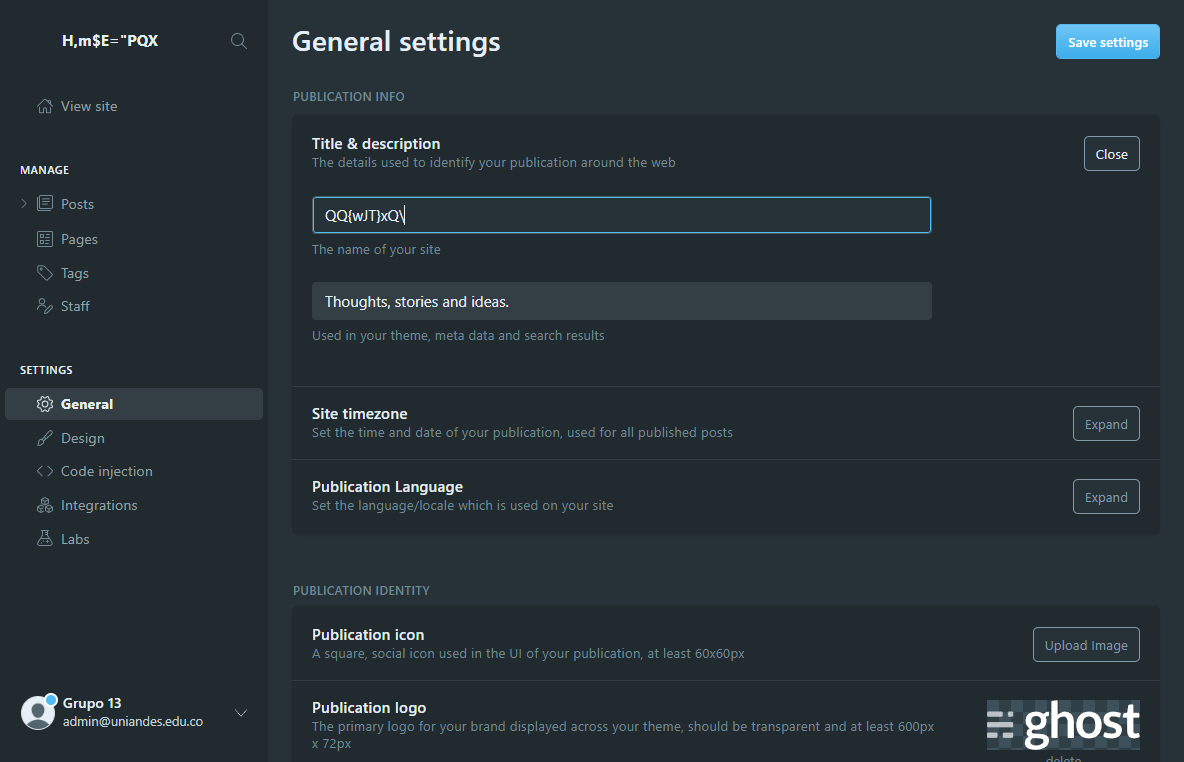 H,m$E="PQX
View site
MANAGE
Posts
Pages
Tags
Staff
SETTINGS
General
Design
Code injection
Integrations
Labs
Grupo 13
admin@uniandes.edu.co
General settings
Save settings
PUBLICATION INFO
Title & description
The details used to identify your publication around the web
Close
QQ{wJT}xQ\
The name of your site
Thoughts, stories and ideas.
Used in your theme, meta data and search results
Site timezone
Set the time and date of your publication, used for all published posts
Expand
Publication Language
Set the language/locale which is used on your site
Expand
PUBLICATION IDENTITY
Publication icon
A square, social icon used in the UI of your publication, at least 60x60px
Upload Image
Publication logo
The primary logo for your brand displayed across your theme, should be transparent and at least 600px
x 72px
ghost
delete